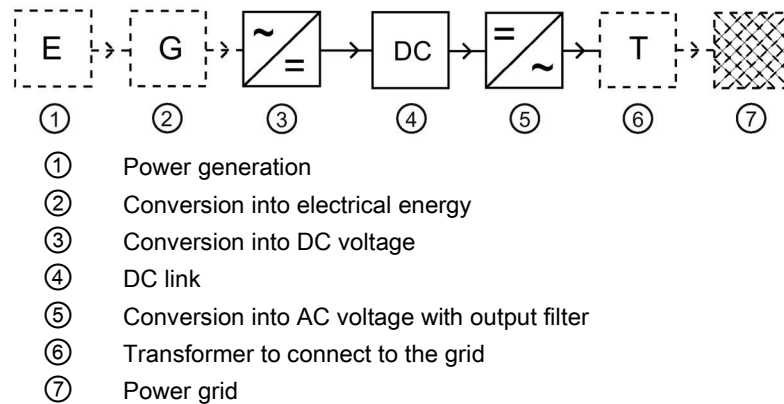 E G ~ = DC = ~ T
① ② ③ ④ ⑤ ⑥ ⑦
① Power generation
② Conversion into electrical energy
③ Conversion into DC voltage
④ DC link
⑤ Conversion into AC voltage with output filter
⑥ Transformer to connect to the grid
⑦ Power grid